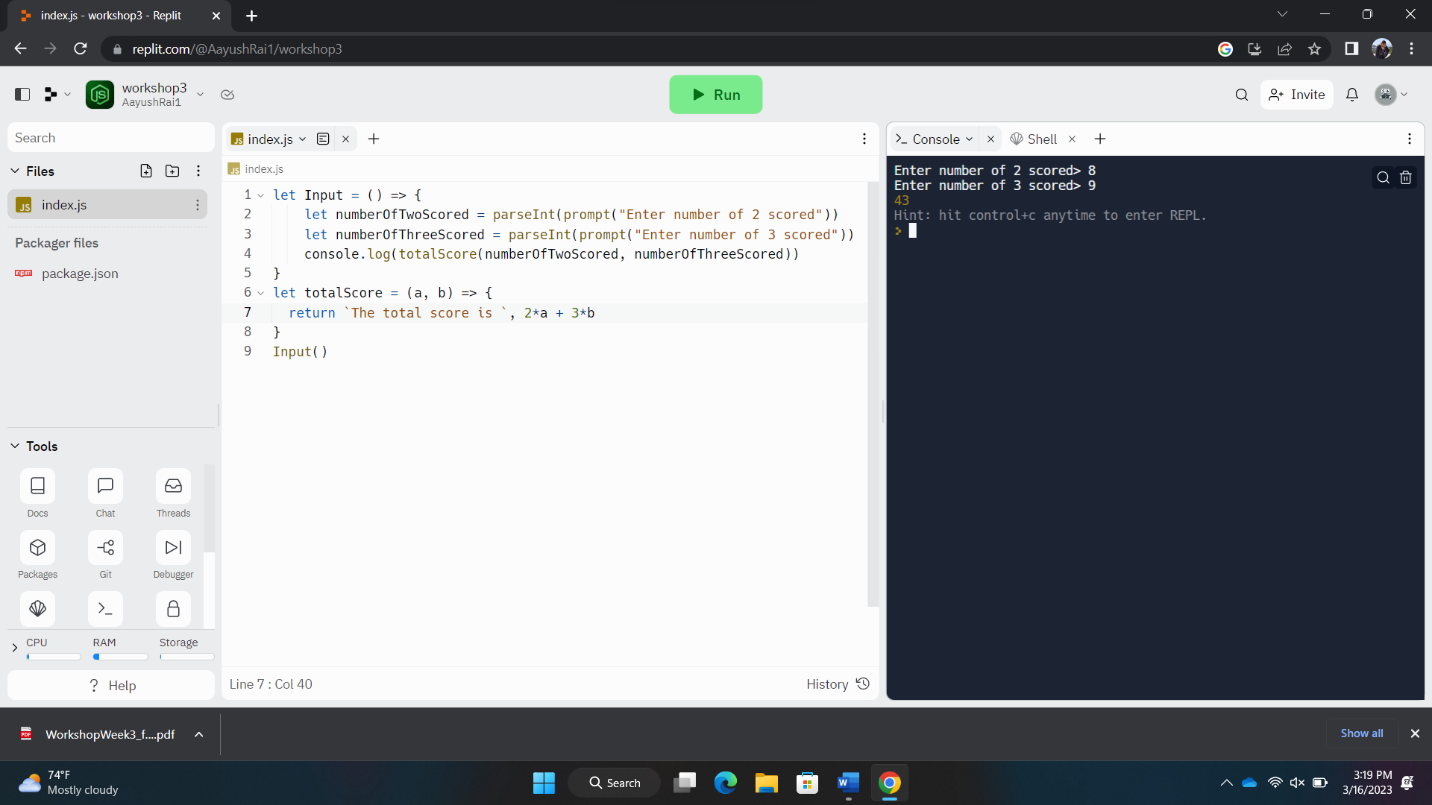 index.js - workshop3 - Replit
replit.com/@AayushRai1/workshop3
workshop3
AayushRai1
Run
Invite
Search
Files
index.js
Packager files
package.json
Tools
Docs Chat Threads
Packages Git Debugger
CPU RAM Storage
? Help
index.js
index.js
1 let Input = () => {
2 let numberOfTwoScored = parseInt(prompt("Enter number of 2 scored"))
3 let numberOfThreeScored = parseInt(prompt("Enter number of 3 scored"))
4 console.log(totalScore(numberOfTwoScored, numberOfThreeScored))
5 }
6 let totalScore = (a, b) => {
7 return `The total score is `, 2*a + 3*b
8 }
9 Input()
Line 7 : Col 40
History
Console Shell
Enter number of 2 scored> 8
Enter number of 3 scored> 9
43
Hint: hit control+c anytime to enter REPL.
>
WorkshopWeek3_f....pdf
Show all
74°F
Mostly cloudy
Search
3:19 PM
3/16/2023